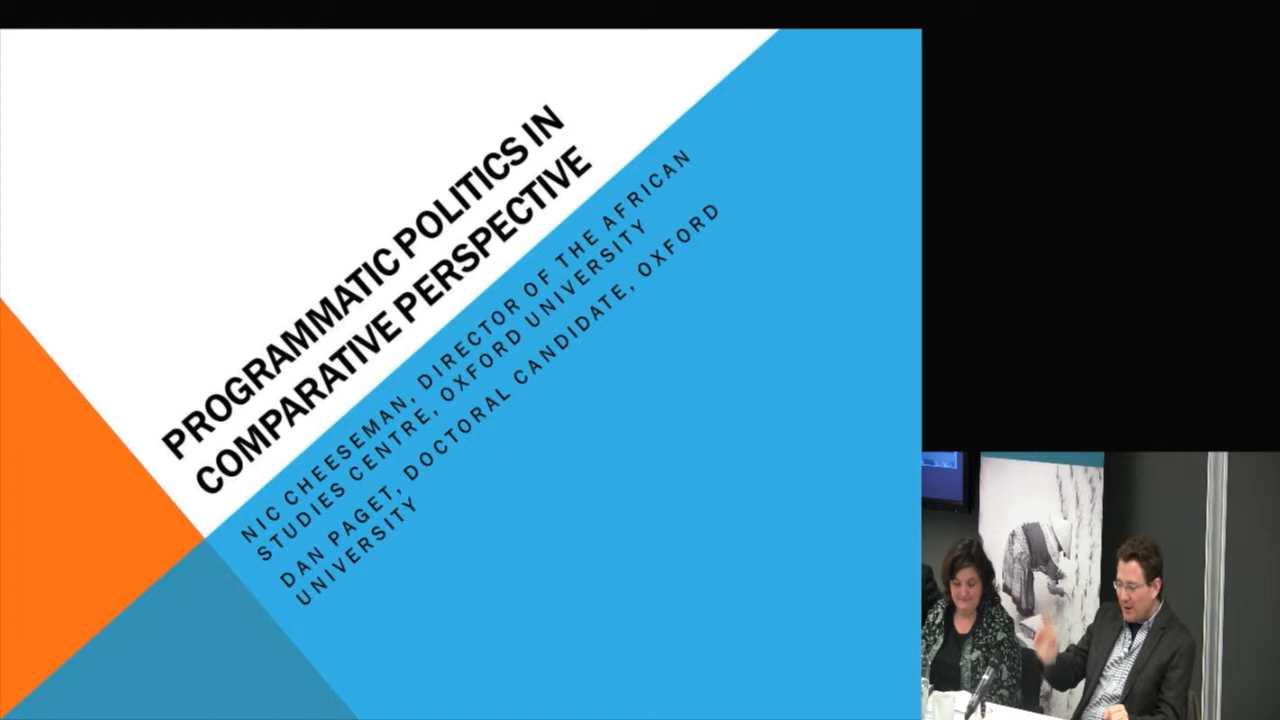 PROGRAMMATIC POLITICS IN
COMPARATIVE PERSPECTIVE
NIC CHEESEMAN, DIRECTOR OF THE AFRICAN
STUDIES CENTRE, OXFORD UNIVERSITY
DAN PAGET, DOCTORAL CANDIDATE, OXFORD
UNIVERSITY